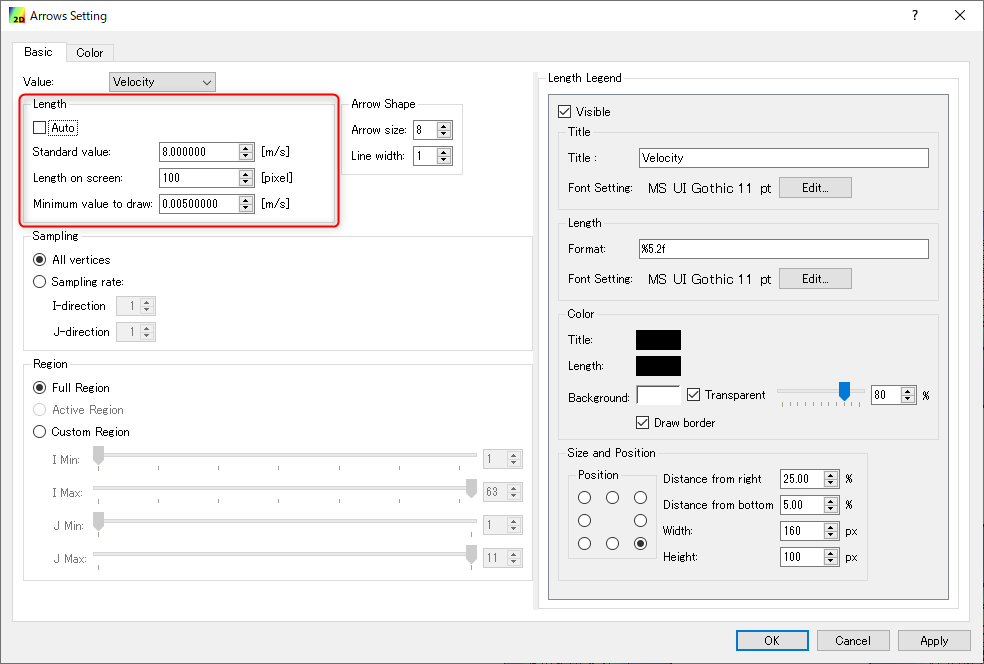 2D Arrows Setting ?
Basic Color
Value: Velocity
Length
Auto
Standard value: 8.000000 [m/s]
Length on screen: 100 [pixel]
Minimum value to draw: 0.00500000 [m/s]
Arrow Shape
Arrow size: 8
Line width: 1
Sampling
All vertices
Sampling rate:
I-direction 1
J-direction 1
Region
Full Region
Active Region
Custom Region
I Min: 1
I Max: 63
J Min: 1
J Max: 11
Length Legend
Visible
Title
Title : Velocity
Font Setting: MS UI Gothic 11 pt Edit...
Length
Format: %5.2f
Font Setting: MS UI Gothic 11 pt Edit...
Color
Title:
Length:
Background: Transparent 80 %
Draw border
Size and Position
Position
Distance from right 25.00 %
Distance from bottom 5.00 %
Width: 160 px
Height: 100 px
OK Cancel Apply